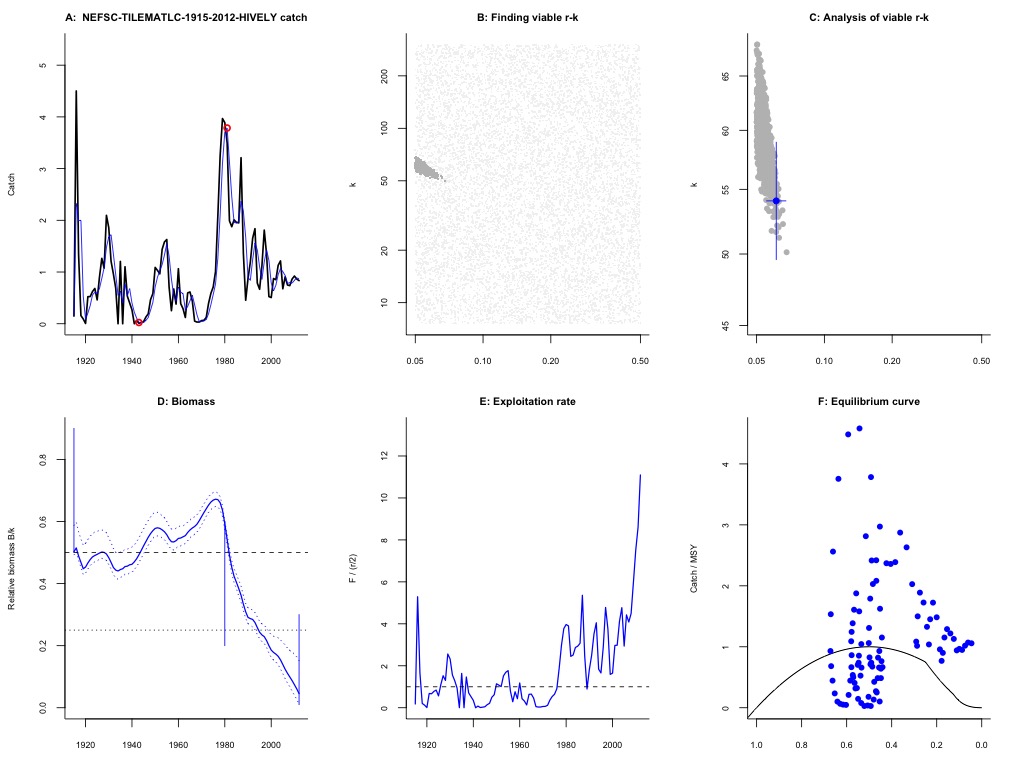 A: NEFSC-TILEMATLC-1915-2012-HIVELY catch
Catch
0
1
2
3
4
5
1920 1940 1960 1980 2000
B: Finding viable r-k
k
10
20
50
100
200
0.05 0.10 0.20 0.50
C: Analysis of viable r-k
k
45
50
55
60
65
0.05 0.10 0.20 0.50
D: Biomass
Relative biomass B/k
0.0
0.2
0.4
0.6
0.8
1920 1940 1960 1980 2000
E: Exploitation rate
F / (r/2)
0
2
4
6
8
10
12
1920 1940 1960 1980 2000
F: Equilibrium curve
Catch / MSY
0
1
2
3
4
1.0 0.8 0.6 0.4 0.2 0.0